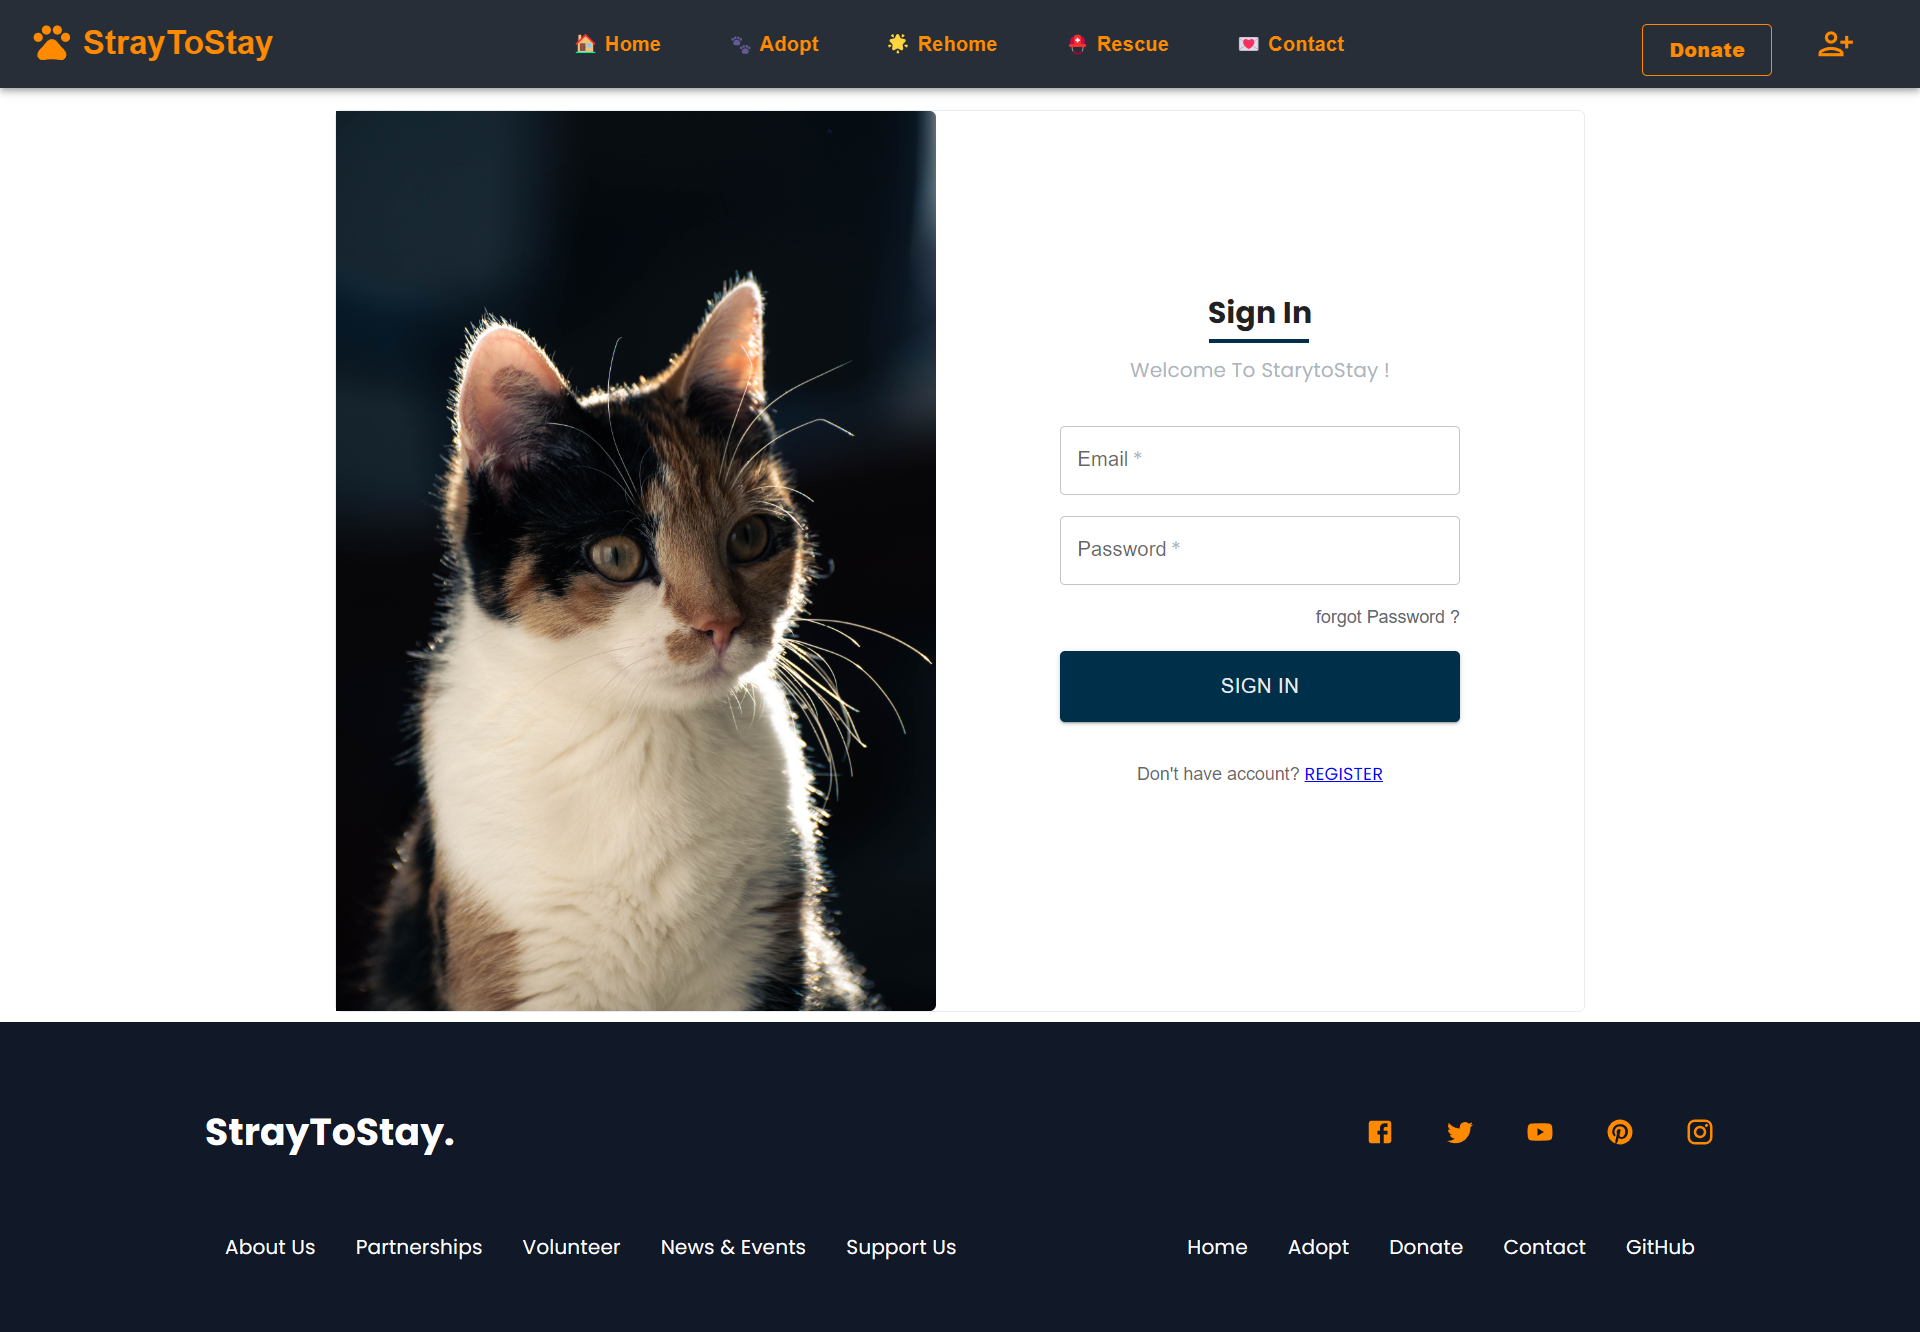 StrayToStay
🏠 Home 🐾 Adopt 🌟 Rehome ⛑️ Rescue 💌 Contact
Donate
Sign In
Welcome To StarytoStay !
Email *
Password *
forgot Password ?
SIGN IN
Don't have account? REGISTER
StrayToStay.
About Us Partnerships Volunteer News & Events Support Us
Home Adopt Donate Contact GitHub